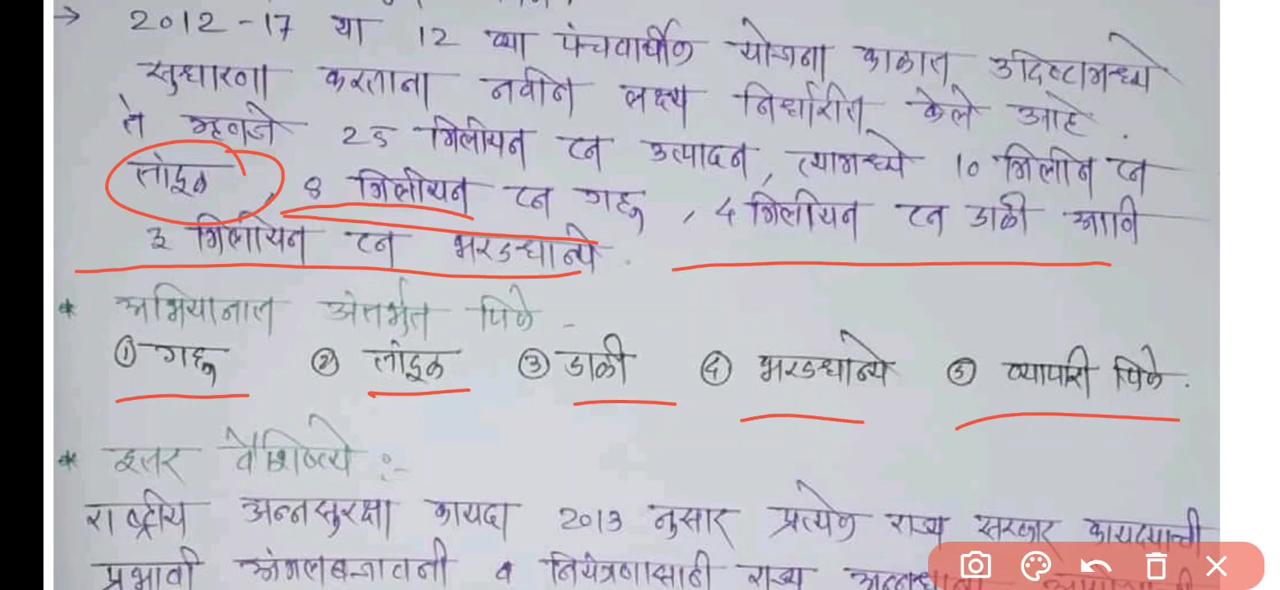 → 2012-17 या 12 व्या पंचवार्षीक योजना काळात उदिष्टामध्ये
सुधारणा करताना नवीन लक्ष्य निर्धारीत केले आहे.
ते म्हणजे 25 मिलीयन टन उत्पादन, त्यामध्ये 10 मिलीन टन
तांदूळ, 8 मिलीयन टन गहू, 4 मिलीयन टन डाळी आणि
3 मिलीयन टन भरडधान्ये.
* अभियानात अंतर्भुत पिके -
① गहू ② तांदूळ ③ डाळी ④ भरडधान्ये ⑤ व्यापारी पिके.
* इतर वैशिष्ट्ये :-
राष्ट्रीय अन्नसुरक्षा कायदा 2013 नुसार प्रत्येक राज्य सरकार कायद्याची
प्रभावी अंमलबजावनी व नियंत्रणासाठी राज्य